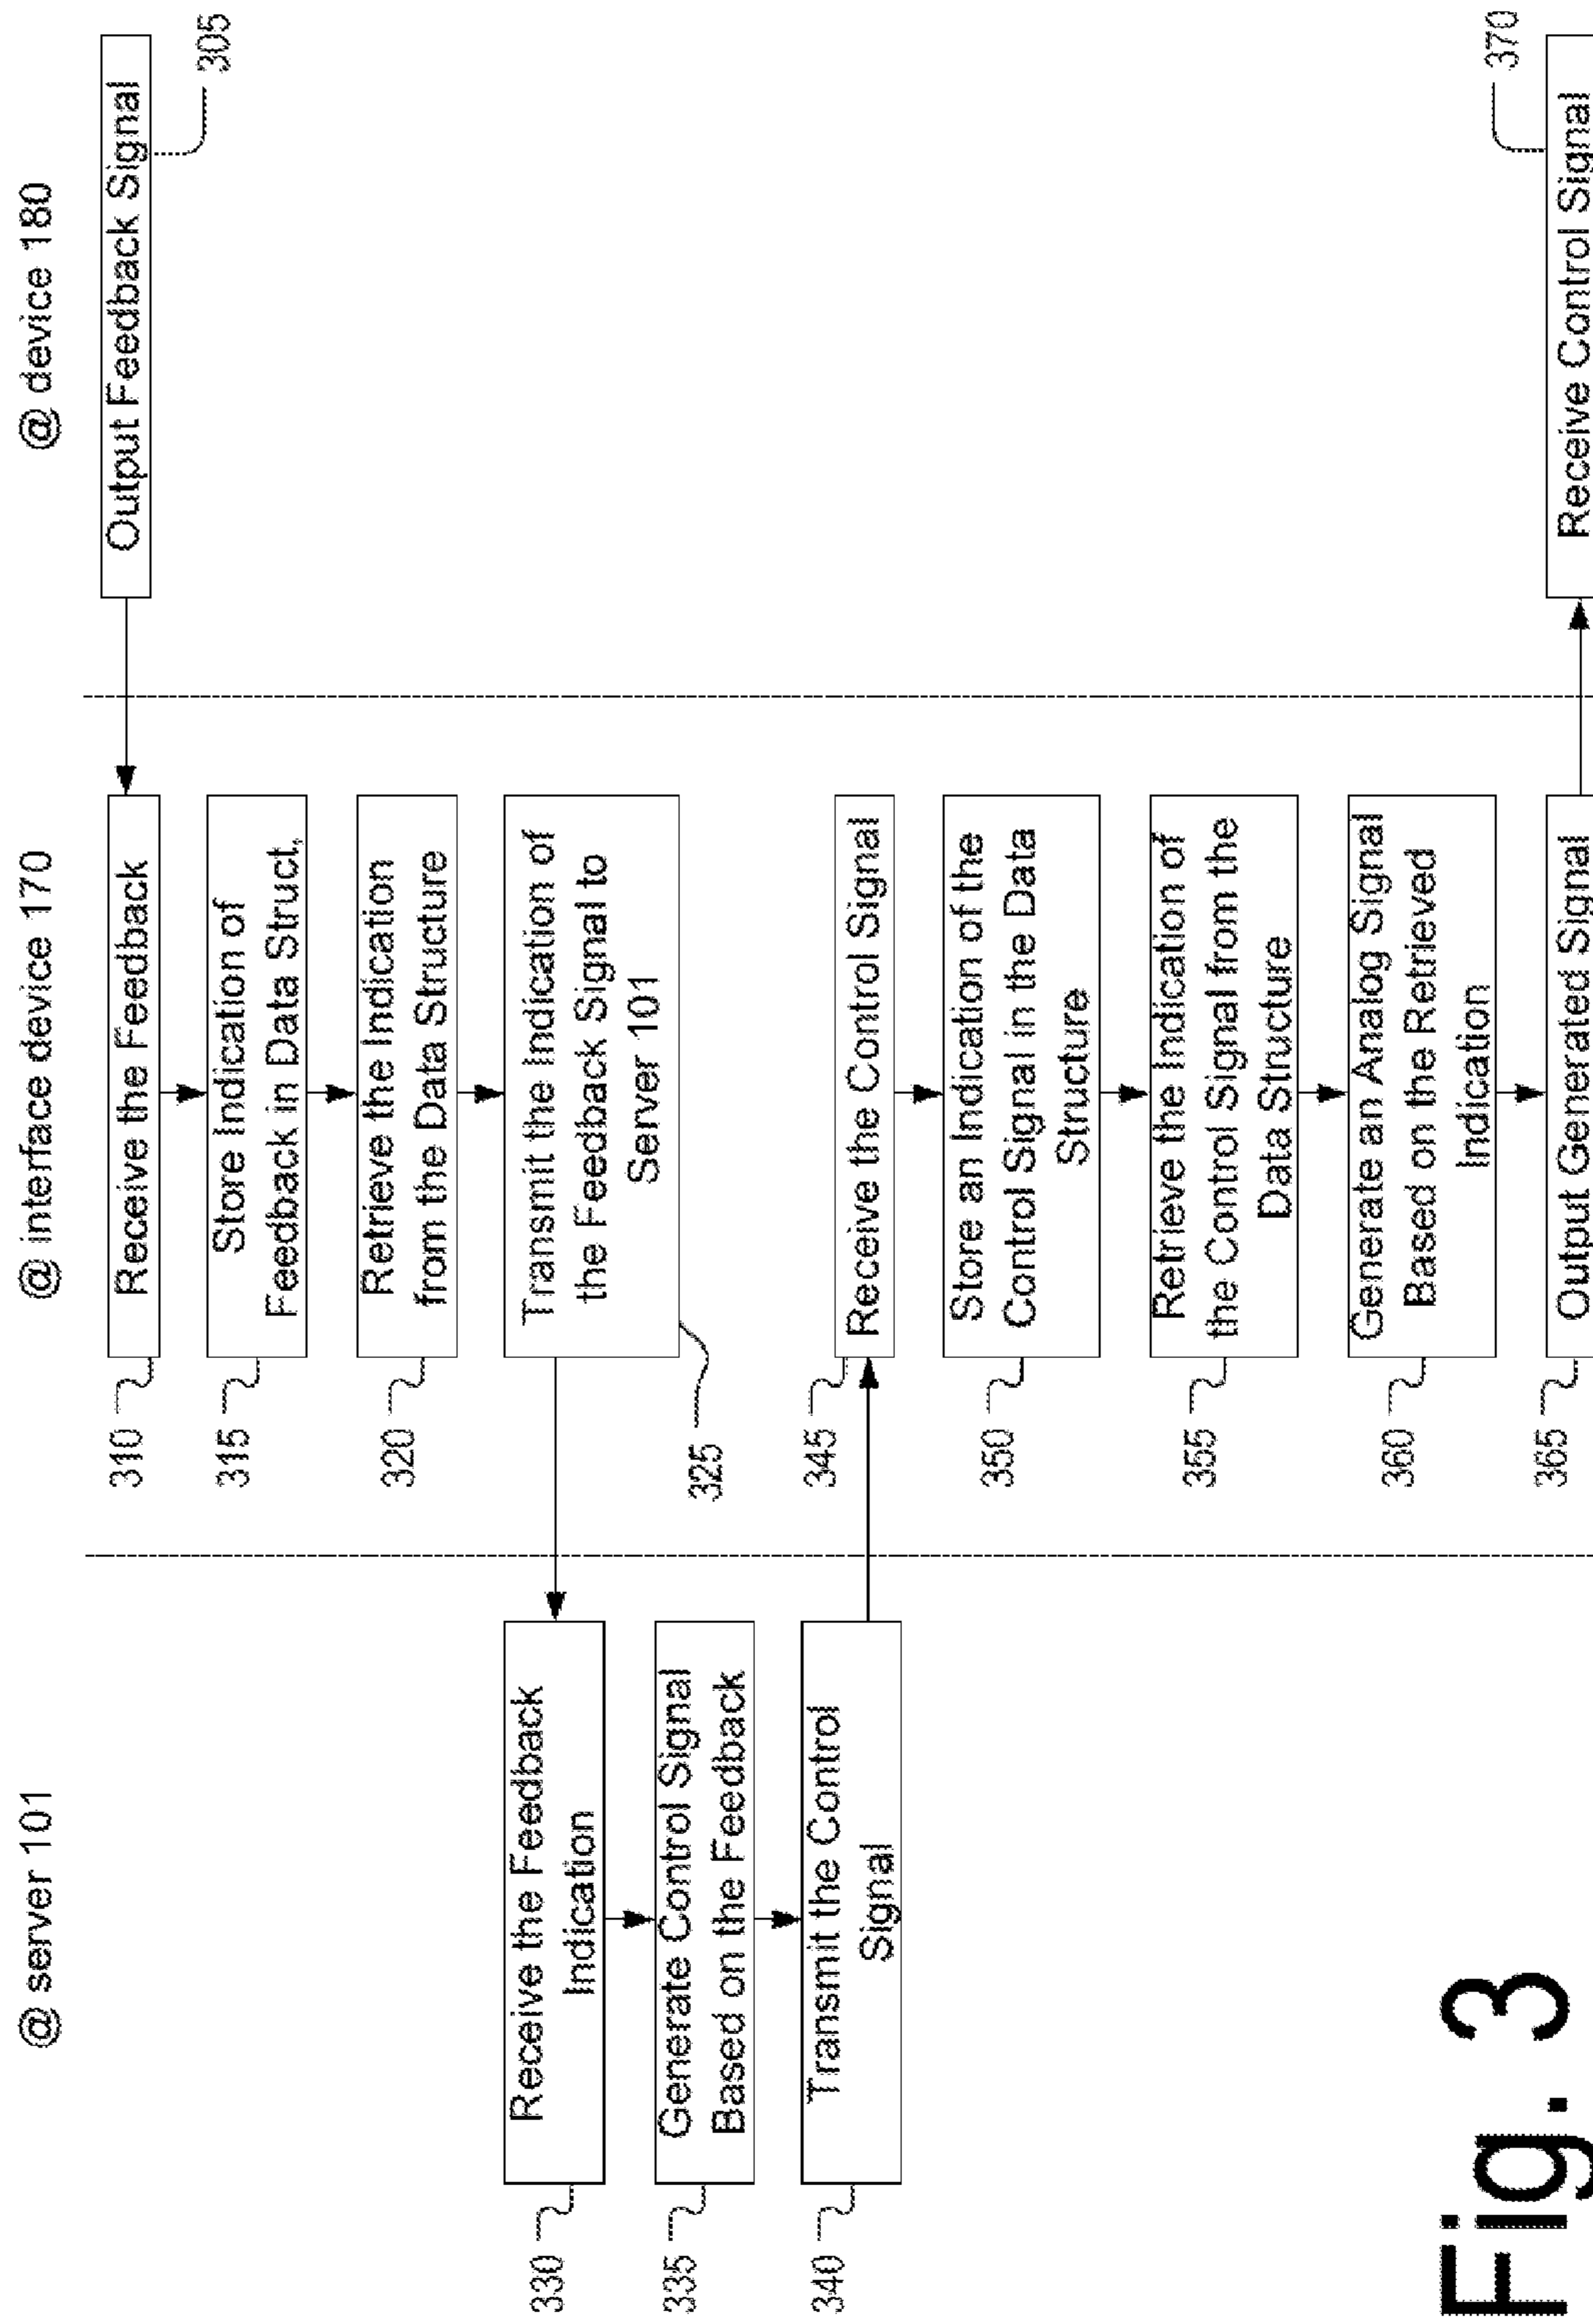 @ server 101
@ interface device 170
@ device 180
Output Feedback Signal
305
310
Receive the Feedback
315
Store Indication of
Feedback in Data Struct.
320
Retrieve the Indication
from the Data Structure
Transmit the Indication of
the Feedback Signal to
Server 101
325
330
Receive the Feedback
Indication
335
Generate Control Signal
Based on the Feedback
340
Transmit the Control
Signal
345
Receive the Control Signal
350
Store an Indication of the
Control Signal in the Data
Structure
355
Retrieve the Indication of
the Control Signal from the
Data Structure
360
Generate an Analog Signal
Based on the Retrieved
Indication
365
Output Generated Signal
370
Receive Control Signal
Fig. 3